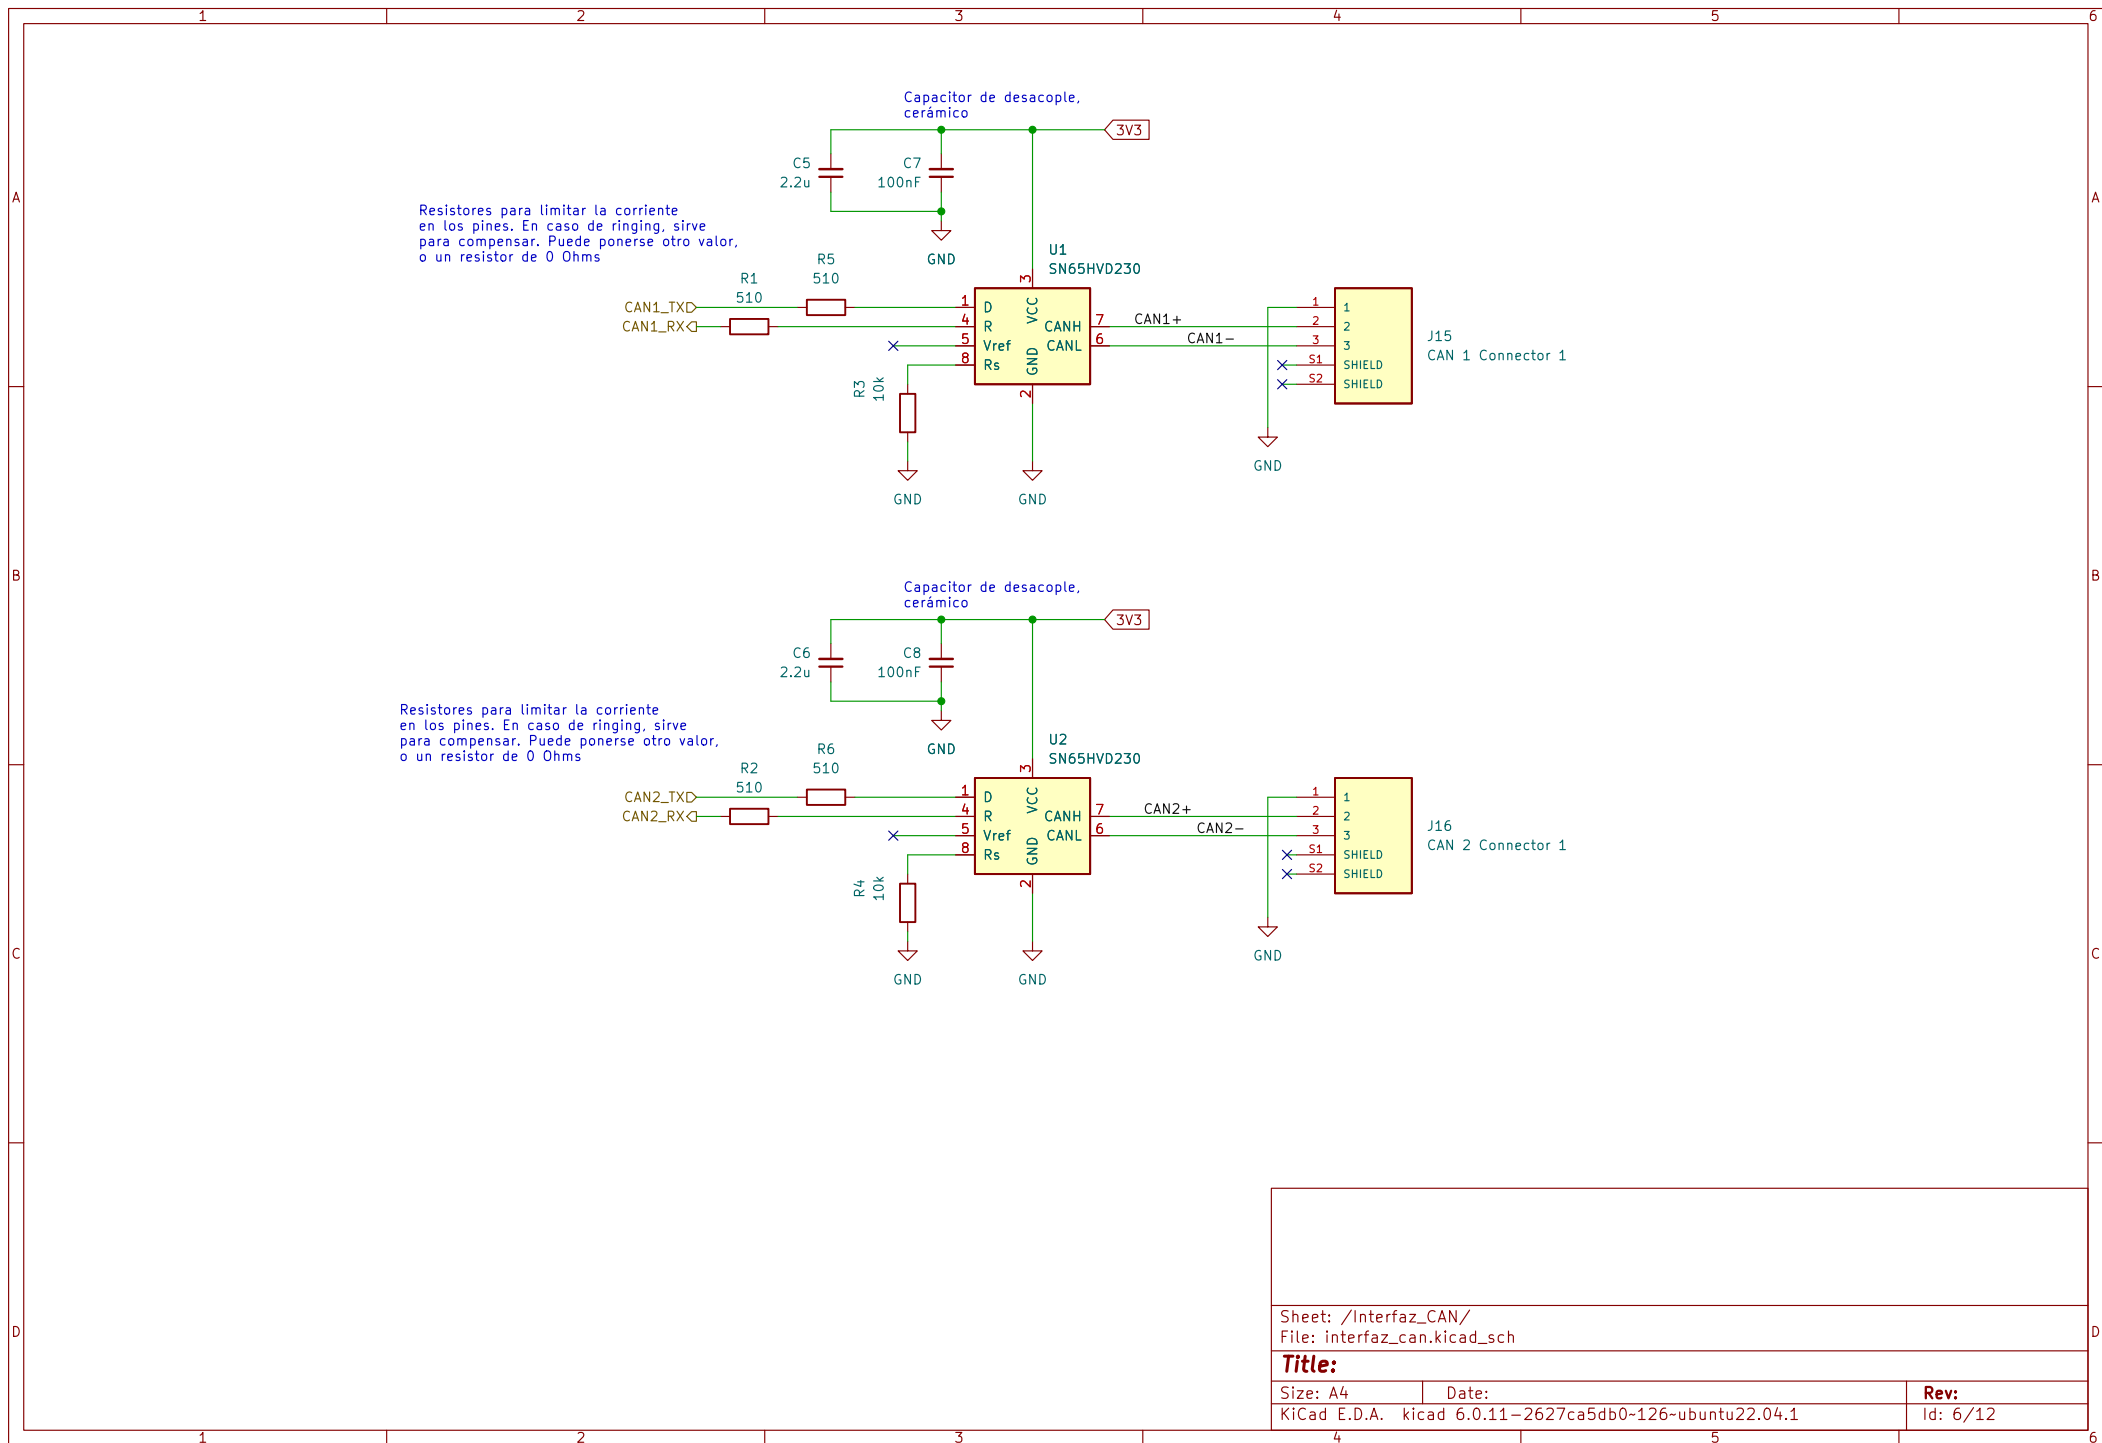 1 2 3 4 5 6
A A
B B
C C
D D
Capacitor de desacople,
cerámico
3V3
C5
2.2u
C7
100nF
GND
Resistores para limitar la corriente
en los pines. En caso de ringing, sirve
para compensar. Puede ponerse otro valor,
o un resistor de 0 Ohms
R1
510
R5
510
U1
SN65HVD230
CAN1_TX
CAN1_RX
1 D
4 R
5 Vref
8 Rs
3 VCC
2 GND
CANH 7
CANL 6
CAN1+
CAN1-
1 1
2 2
3 3
S1 SHIELD
S2 SHIELD
J15
CAN 1 Connector 1
R3
10k
GND
GND
GND
Capacitor de desacople,
cerámico
3V3
C6
2.2u
C8
100nF
GND
Resistores para limitar la corriente
en los pines. En caso de ringing, sirve
para compensar. Puede ponerse otro valor,
o un resistor de 0 Ohms
R2
510
R6
510
U2
SN65HVD230
CAN2_TX
CAN2_RX
1 D
4 R
5 Vref
8 Rs
3 VCC
2 GND
CANH 7
CANL 6
CAN2+
CAN2-
1 1
2 2
3 3
S1 SHIELD
S2 SHIELD
J16
CAN 2 Connector 1
R4
10k
GND
GND
GND
Sheet: /Interfaz_CAN/
File: interfaz_can.kicad_sch
Title:
Size: A4 Date: Rev:
KiCad E.D.A. kicad 6.0.11-2627ca5db0~126~ubuntu22.04.1 Id: 6/12
1 2 3 4 5 6